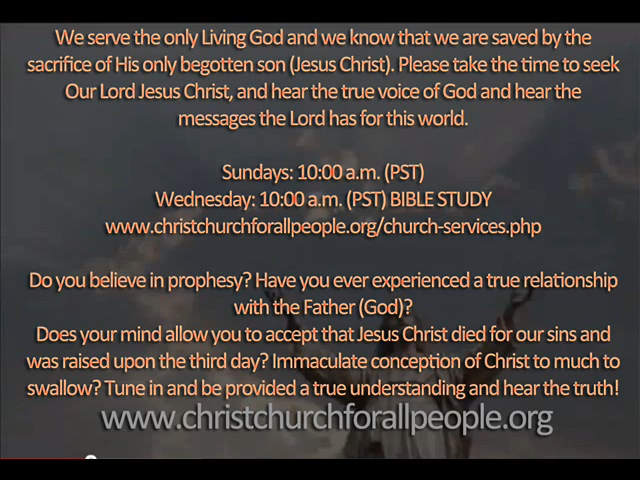 We serve the only Living God and we know that we are saved by the
sacrifice of His only begotten son (Jesus Christ). Please take the time to seek
Our Lord Jesus Christ, and hear the true voice of God and hear the
messages the Lord has for this world.
Sundays: 10:00 a.m. (PST)
Wednesday: 10:00 a.m. (PST) BIBLE STUDY
www.christchurchforallpeople.org/church-services.php
Do you believe in prophesy? Have you ever experienced a true relationship
with the Father (God)?
Does your mind allow you to accept that Jesus Christ died for our sins and
was raised upon the third day? Immaculate conception of Christ to much to
swallow? Tune in and be provided a true understanding and hear the truth!
www.christchurchforallpeople.org